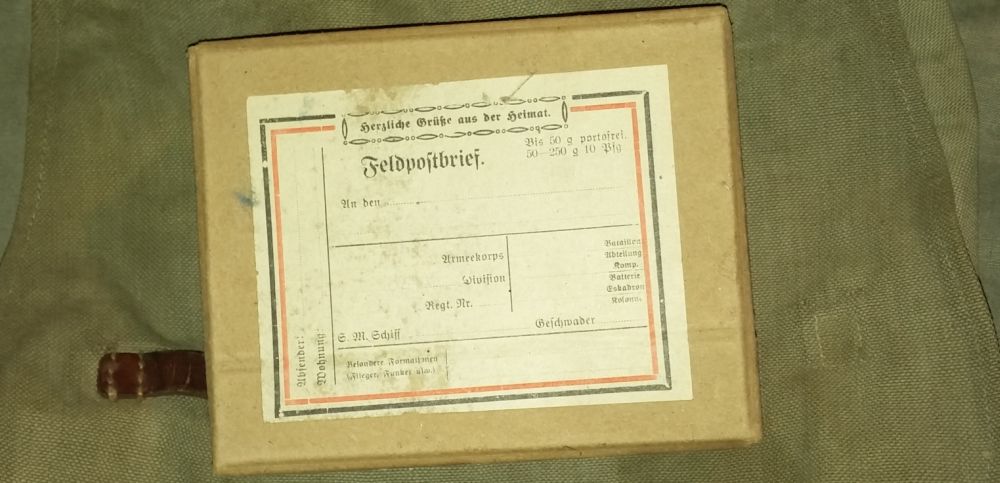 Herzliche Grüße aus der Heimat.
Feldpostbrief.
Bis 50 g portofrei.
50—250 g 10 Pfg
An den
Armeekorps
Division
Regt. Nr.
Bataillon
Abteilung
Komp.
Batterie
Eskadron
Kolonne
S. M. Schiff
Geschwader
Besondere Formationen
(Flieger, Funker usw.)
Absender:
Wohnung: